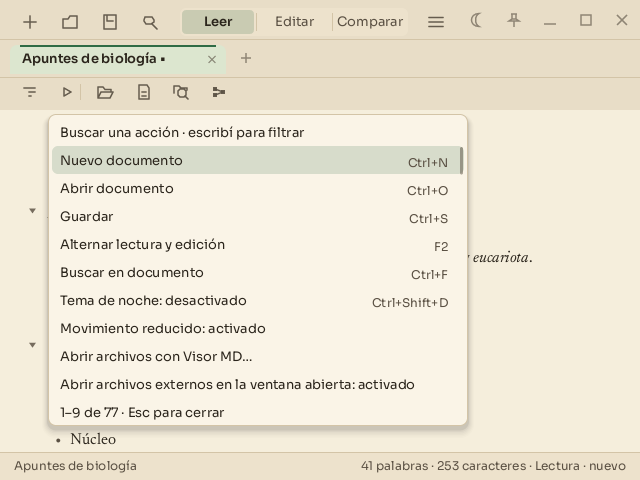 Leer
Editar
Comparar
Apuntes de biología •
Buscar una acción · escribí para filtrar
Nuevo documento Ctrl+N
Abrir documento Ctrl+O
Guardar Ctrl+S
Alternar lectura y edición F2
eucariota.
Buscar en documento Ctrl+F
Tema de noche: desactivado Ctrl+Shift+D
Movimiento reducido: activado
Abrir archivos con Visor MD...
Abrir archivos externos en la ventana abierta: activado
1–9 de 77 · Esc para cerrar
• Núcleo
Apuntes de biología
41 palabras · 253 caracteres · Lectura · nuevo